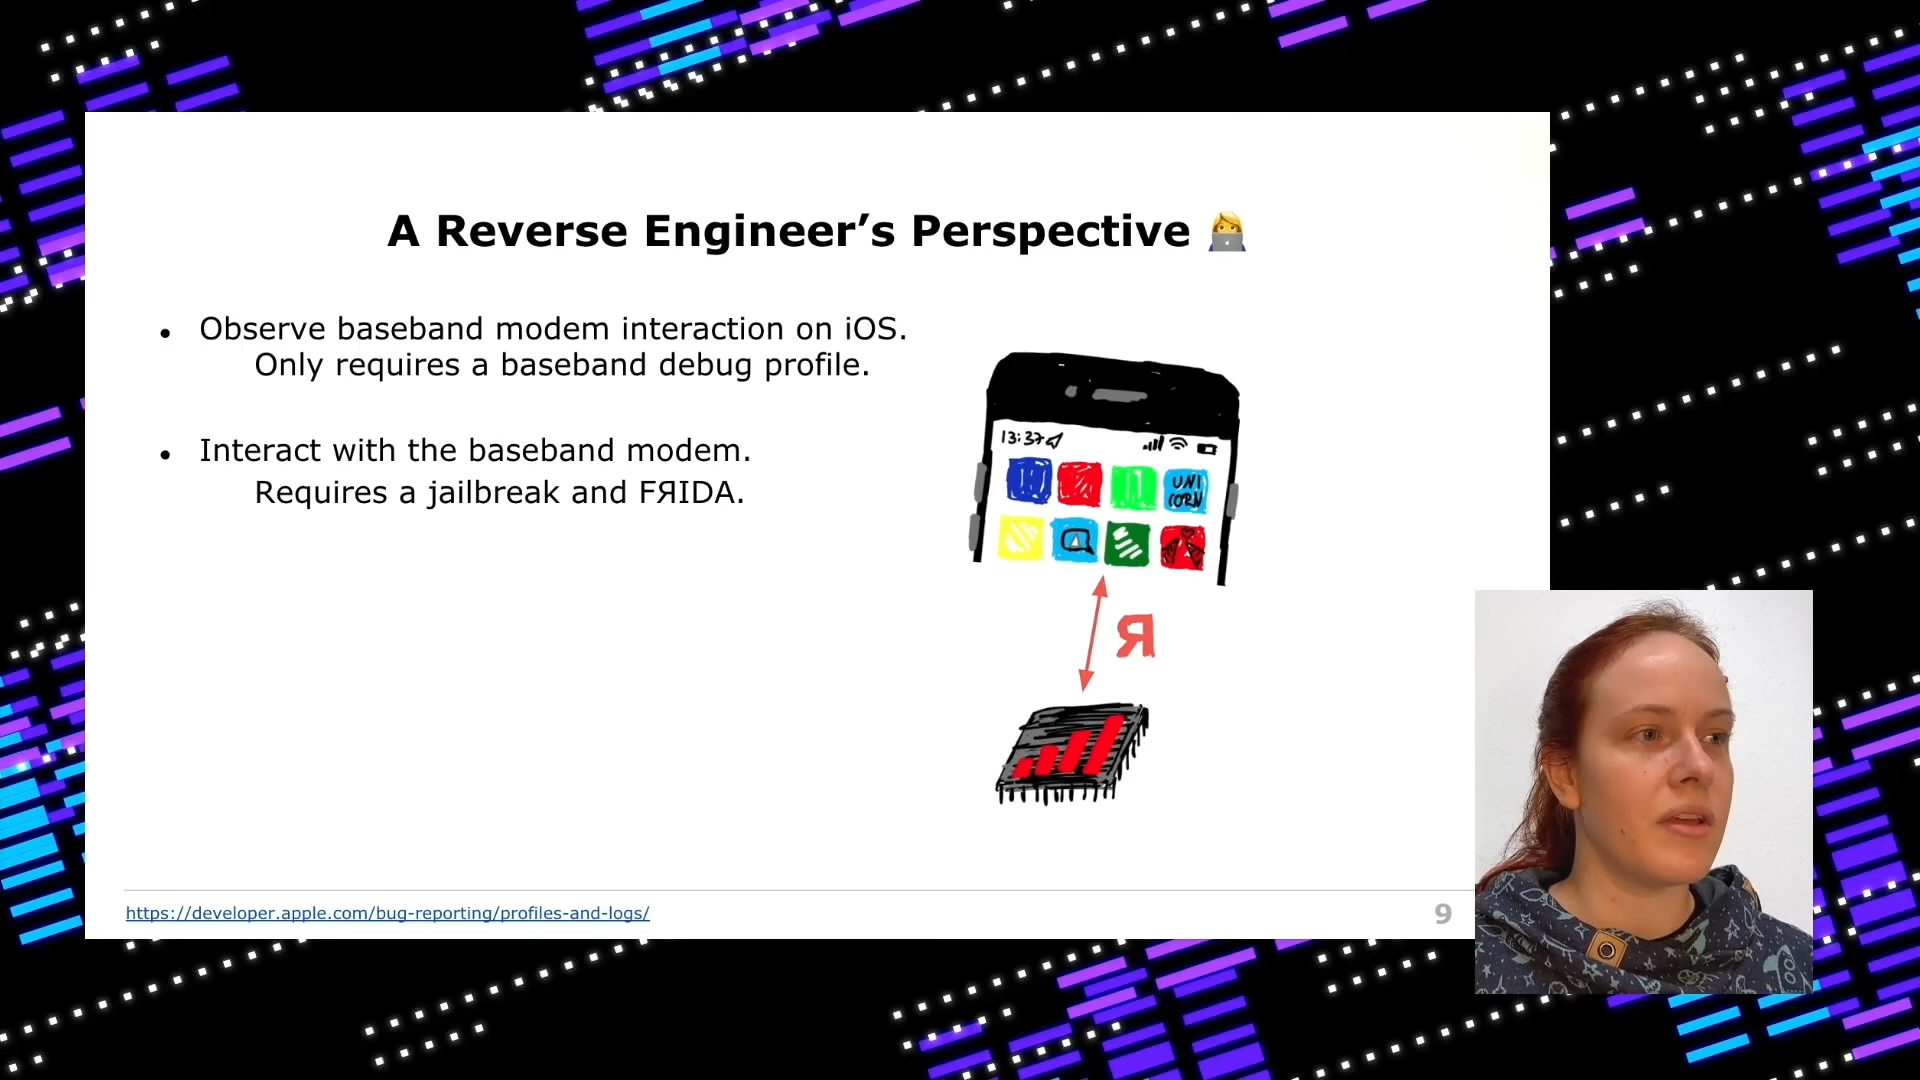 A Reverse Engineer’s Perspective
Observe baseband modem interaction on iOS.
Only requires a baseband debug profile.
Interact with the baseband modem.
Requires a jailbreak and FЯIDA.
13:37
UNI
CORN
Я
https://developer.apple.com/bug-reporting/profiles-and-logs/
9